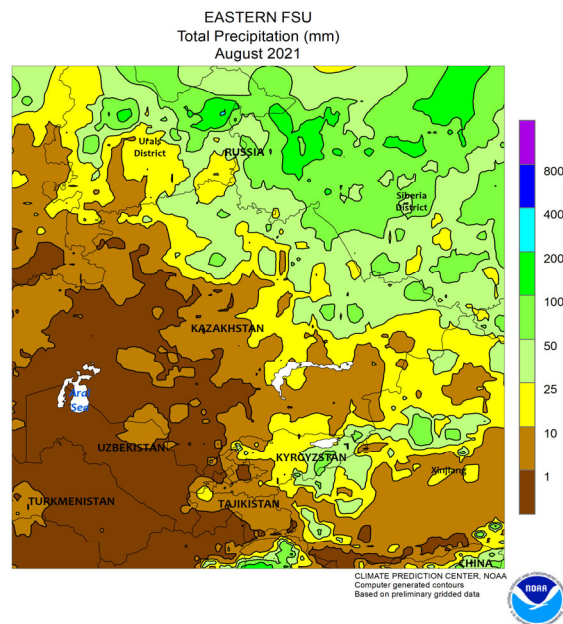 EASTERN FSU
Total Precipitation (mm)
August 2021
Urals
District
RUSSIA
Siberia
District
KAZAKHSTAN
Aral
Sea
UZBEKISTAN
KYRGYZSTAN
Xinjiang
TURKMENISTAN
TAJIKISTAN
CHINA
800
400
200
100
50
25
10
1
CLIMATE PREDICTION CENTER, NOAA
Computer generated contours
Based on preliminary gridded data
NOAA